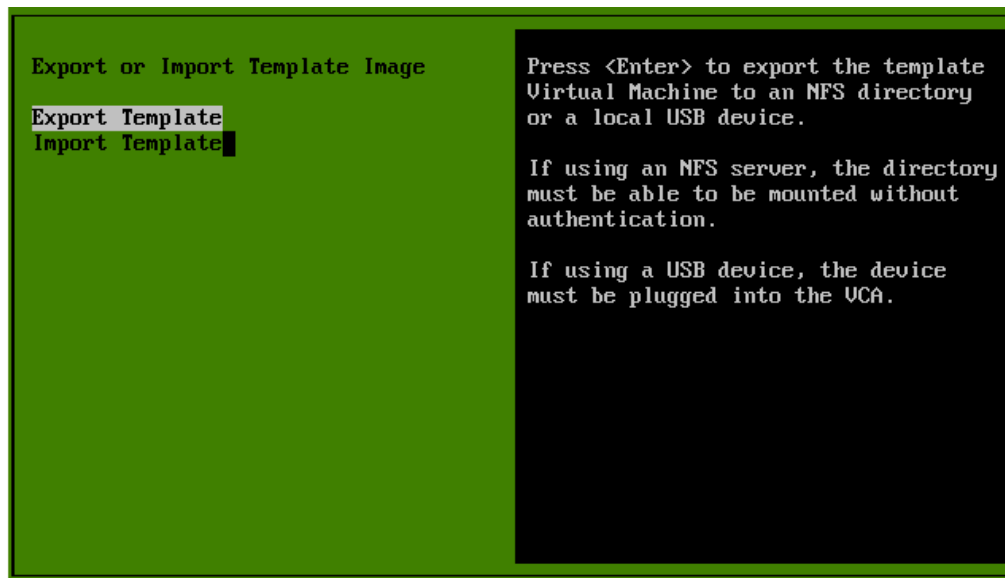 Export or Import Template Image
Export Template
Import Template
Press <Enter> to export the template
Virtual Machine to an NFS directory
or a local USB device.
If using an NFS server, the directory
must be able to be mounted without
authentication.
If using a USB device, the device
must be plugged into the VCA.